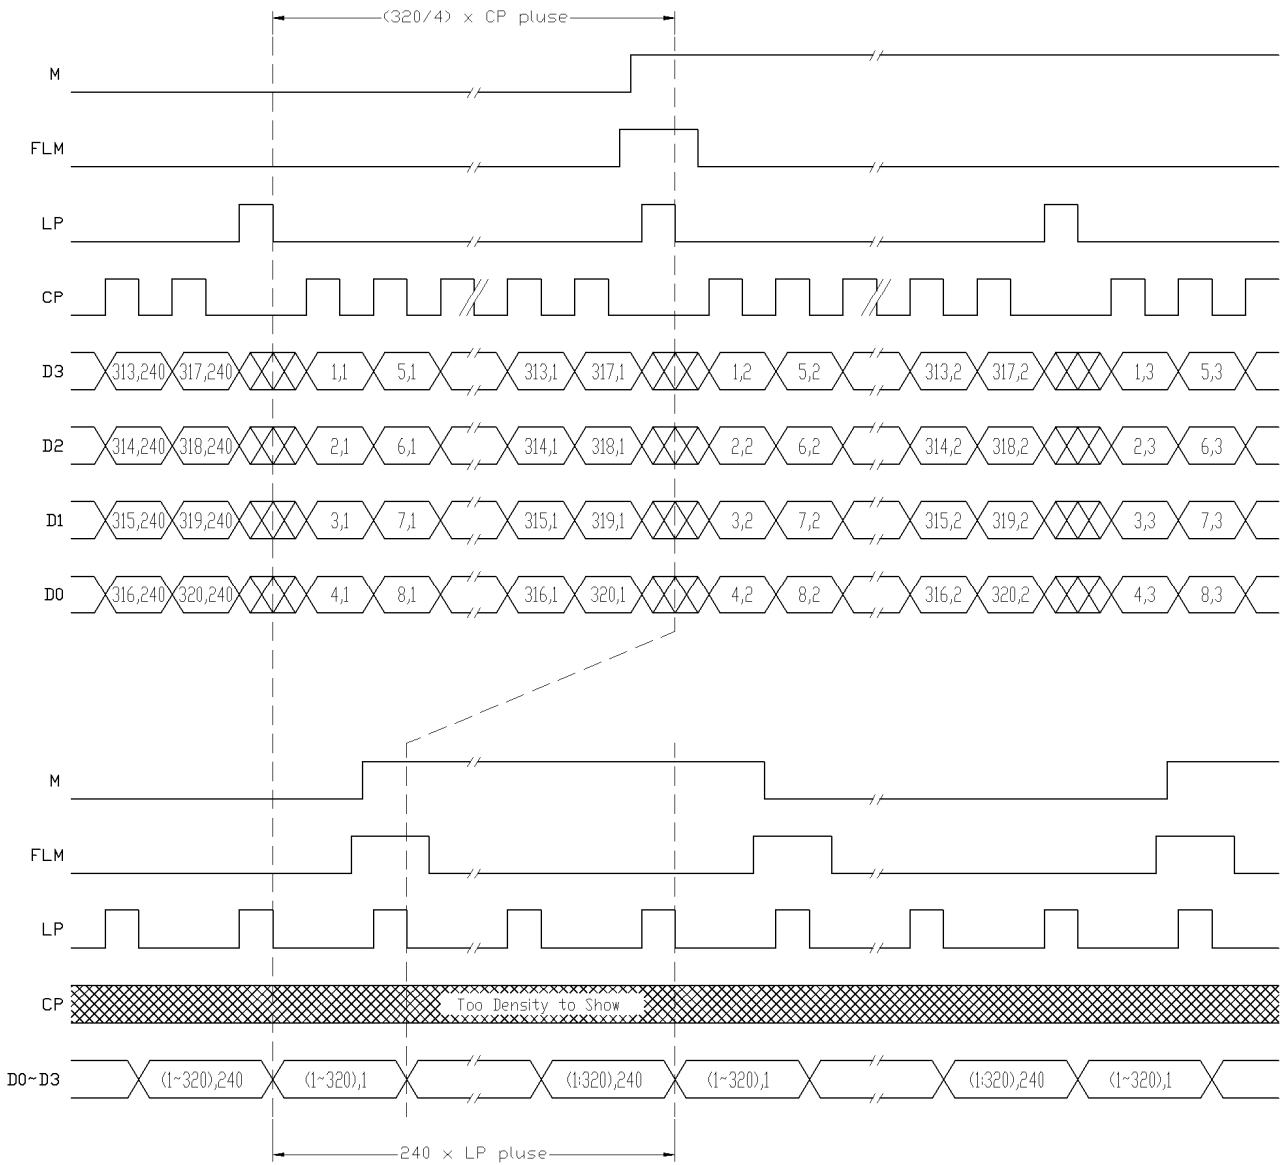 (320/4) x CP pluse
M
FLM
LP
CP
D3 313,240 317,240 1,1 5,1 313,1 317,1 1,2 5,2 313,2 317,2 1,3 5,3
D2 314,240 318,240 2,1 6,1 314,1 318,1 2,2 6,2 314,2 318,2 2,3 6,3
D1 315,240 319,240 3,1 7,1 315,1 319,1 3,2 7,2 315,2 319,2 3,3 7,3
D0 316,240 320,240 4,1 8,1 316,1 320,1 4,2 8,2 316,2 320,2 4,3 8,3
M
FLM
LP
CP Too Density to Show
D0~D3 (1~320),240 (1~320),1 (1:320),240 (1~320),1 (1:320),240 (1~320),1
240 x LP pluse